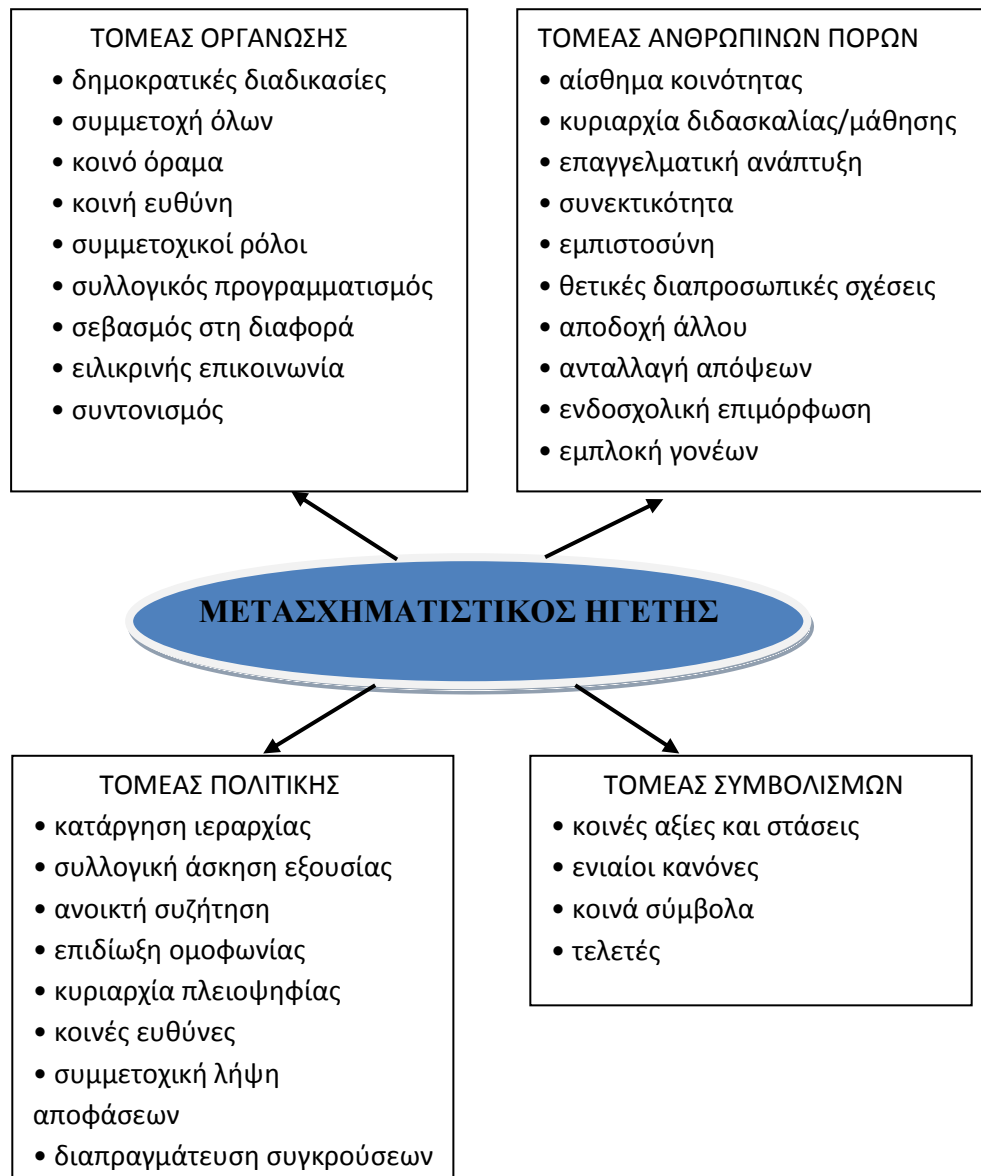 ΤΟΜΕΑΣ ΟΡΓΑΝΩΣΗΣ
• δημοκρατικές διαδικασίες
• συμμετοχή όλων
• κοινό όραμα
• κοινή ευθύνη
• συμμετοχικοί ρόλοι
• συλλογικός προγραμματισμός
• σεβασμός στη διαφορά
• ειλικρινής επικοινωνία
• συντονισμός
ΤΟΜΕΑΣ ΑΝΘΡΩΠΙΝΩΝ ΠΟΡΩΝ
• αίσθημα κοινότητας
• κυριαρχία διδασκαλίας/μάθησης
• επαγγελματική ανάπτυξη
• συνεκτικότητα
• εμπιστοσύνη
• θετικές διαπροσωπικές σχέσεις
• αποδοχή άλλου
• ανταλλαγή απόψεων
• ενδοσχολική επιμόρφωση
• εμπλοκή γονέων
ΜΕΤΑΣΧΗΜΑΤΙΣΤΙΚΟΣ ΗΓΕΤΗΣ
ΤΟΜΕΑΣ ΠΟΛΙΤΙΚΗΣ
• κατάργηση ιεραρχίας
• συλλογική άσκηση εξουσίας
• ανοικτή συζήτηση
• επιδίωξη ομοφωνίας
• κυριαρχία πλειοψηφίας
• κοινές ευθύνες
• συμμετοχική λήψη
αποφάσεων
• διαπραγμάτευση συγκρούσεων
ΤΟΜΕΑΣ ΣΥΜΒΟΛΙΣΜΩΝ
• κοινές αξίες και στάσεις
• ενιαίοι κανόνες
• κοινά σύμβολα
• τελετές